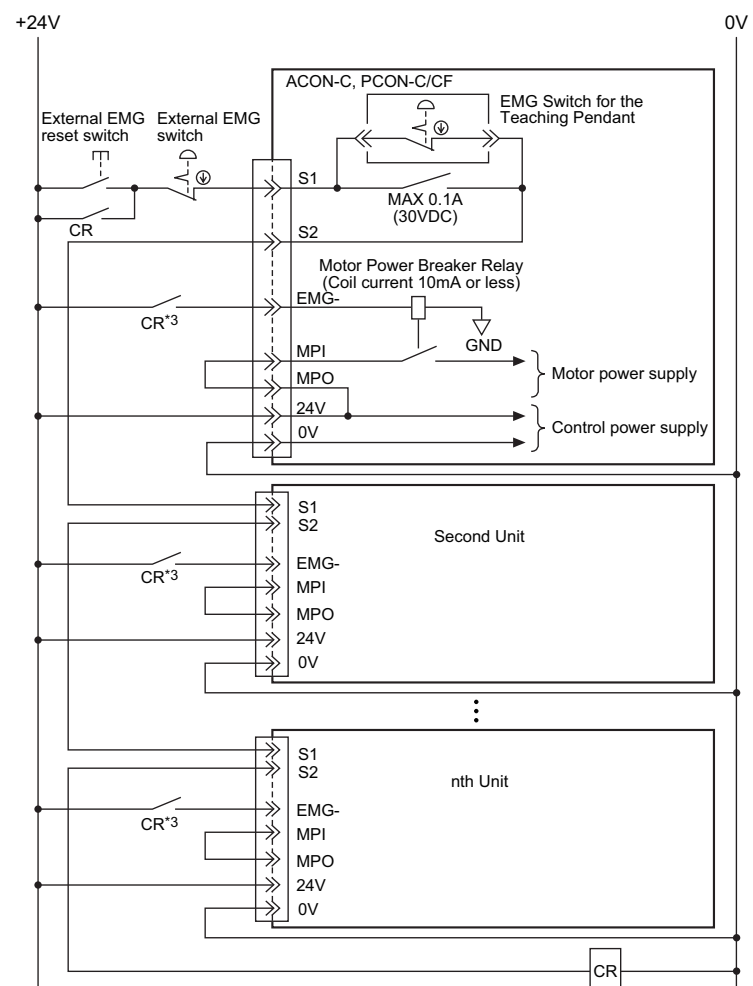 +24V
0V
ACON-C, PCON-C/CF
EMG Switch for the
Teaching Pendant
External EMG
reset switch
External EMG
switch
S1
MAX 0.1A
(30VDC)
CR
S2
Motor Power Breaker Relay
(Coil current 10mA or less)
EMG-
CR*3
GND
MPI
MPO
Motor power supply
24V
0V
Control power supply
S1
S2
Second Unit
EMG-
CR*3
MPI
MPO
24V
0V
S1
S2
nth Unit
EMG-
CR*3
MPI
MPO
24V
0V
CR